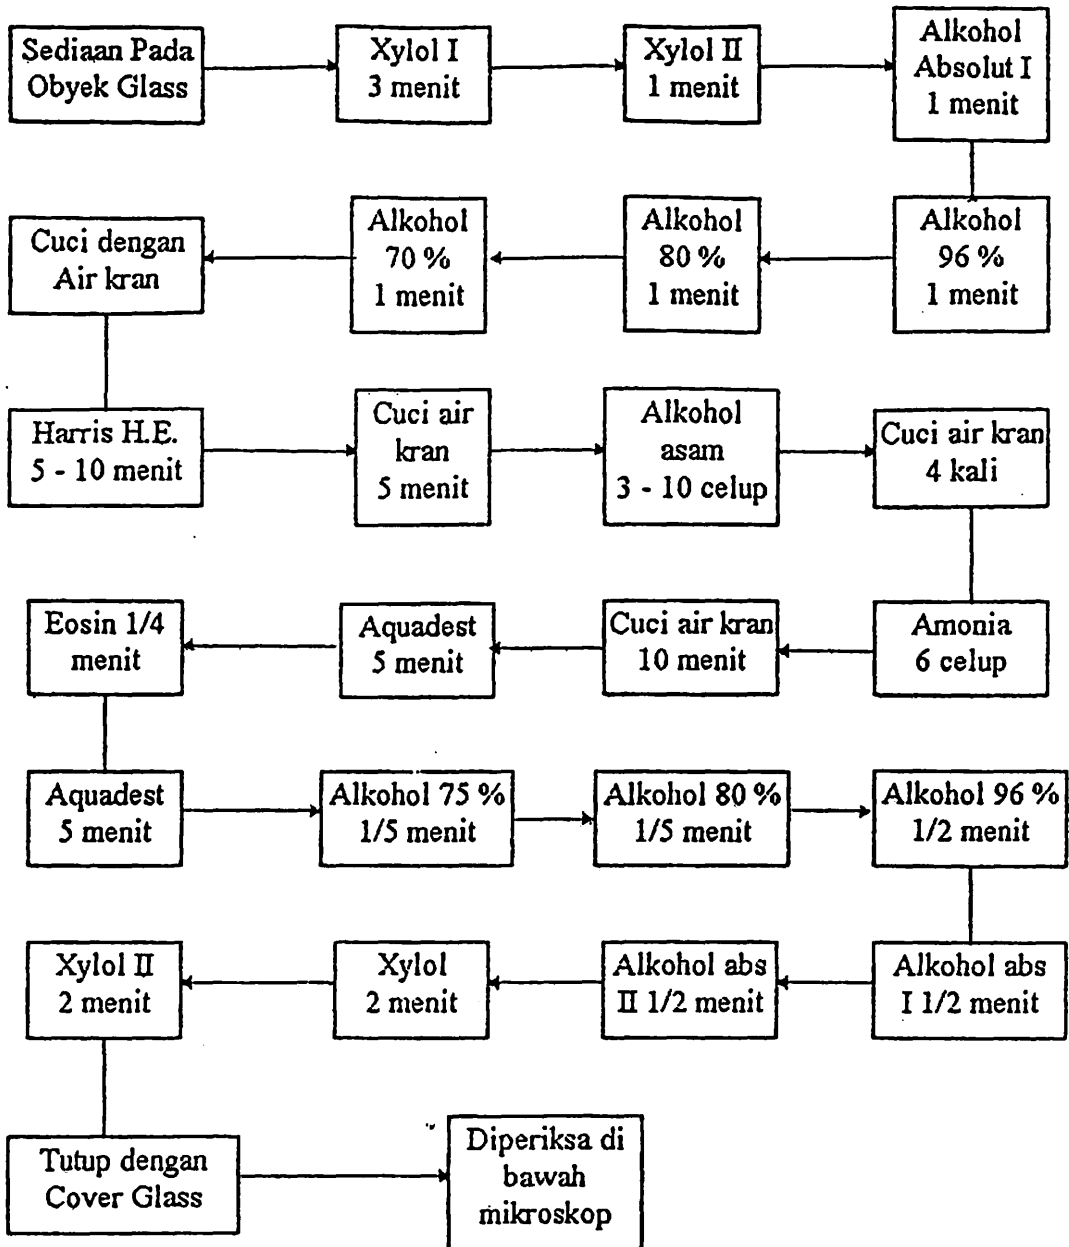 Sediaan Pada
Obyek Glass
Xylol I
3 menit
Xylol II
1 menit
Alkohol
Absolut I
1 menit
Alkohol
96 %
1 menit
Alkohol
80 %
1 menit
Alkohol
70 %
1 menit
Cuci dengan
Air kran
Harris H.E.
5 - 10 menit
Cuci air
kran
5 menit
Alkohol
asam
3 - 10 celup
Cuci air kran
4 kali
Amonia
6 celup
Cuci air kran
10 menit
Aquadest
5 menit
Eosin 1/4
menit
Aquadest
5 menit
Alkohol 75 %
1/5 menit
Alkohol 80 %
1/5 menit
Alkohol 96 %
1/2 menit
Alkohol abs
I 1/2 menit
Alkohol abs
II 1/2 menit
Xylol
2 menit
Xylol II
2 menit
Tutup dengan
Cover Glass
Diperiksa di
bawah
mikroskop